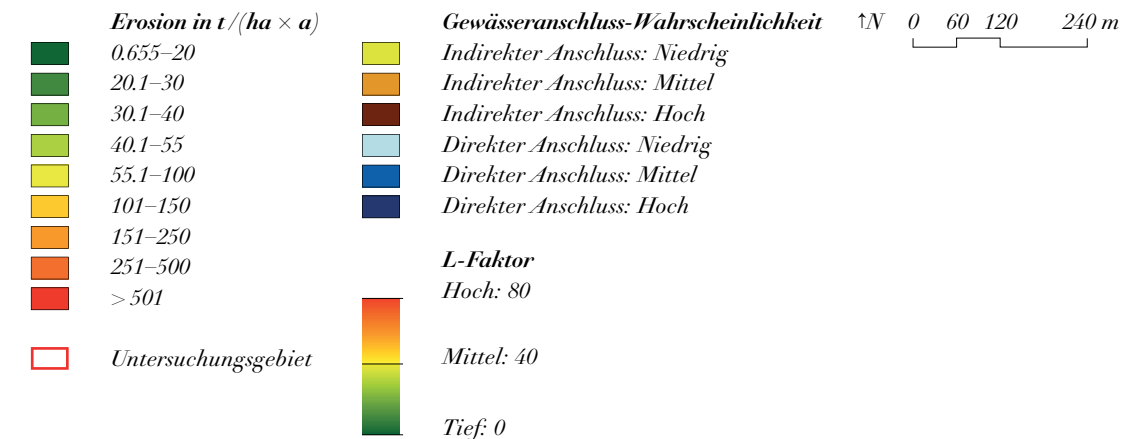 Erosion in t/(ha × a)
0.655–20
20.1–30
30.1–40
40.1–55
55.1–100
101–150
151–250
251–500
> 501
Untersuchungsgebiet
Gewässeranschluss-Wahrscheinlichkeit
Indirekter Anschluss: Niedrig
Indirekter Anschluss: Mittel
Indirekter Anschluss: Hoch
Direkter Anschluss: Niedrig
Direkter Anschluss: Mittel
Direkter Anschluss: Hoch
L-Faktor
Hoch: 80
Mittel: 40
Tief: 0
↑N 0 60 120 240 m